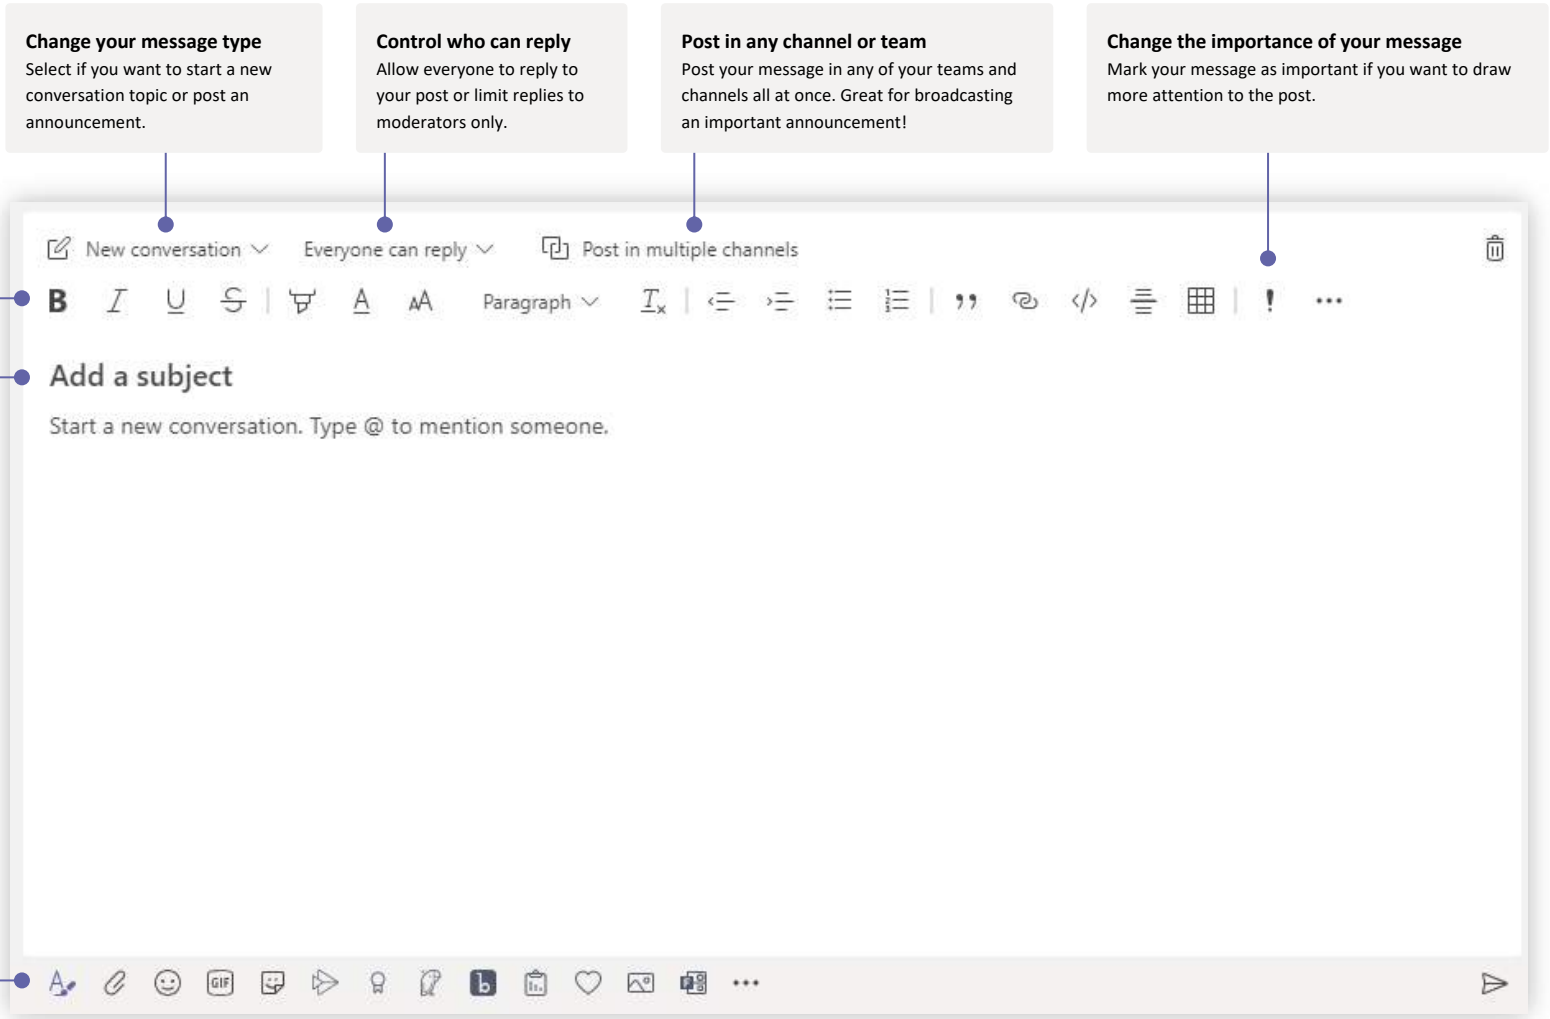 Change your message type
Select if you want to start a new
conversation topic or post an
announcement.
Control who can reply
Allow everyone to reply to
your post or limit replies to
moderators only.
Post in any channel or team
Post your message in any of your teams and
channels all at once. Great for broadcasting
an important announcement!
Change the importance of your message
Mark your message as important if you want to draw
more attention to the post.
New conversation Everyone can reply Post in multiple channels
B I U S A AA Paragraph Tx </> !
Add a subject
Start a new conversation. Type @ to mention someone.
A GIF b